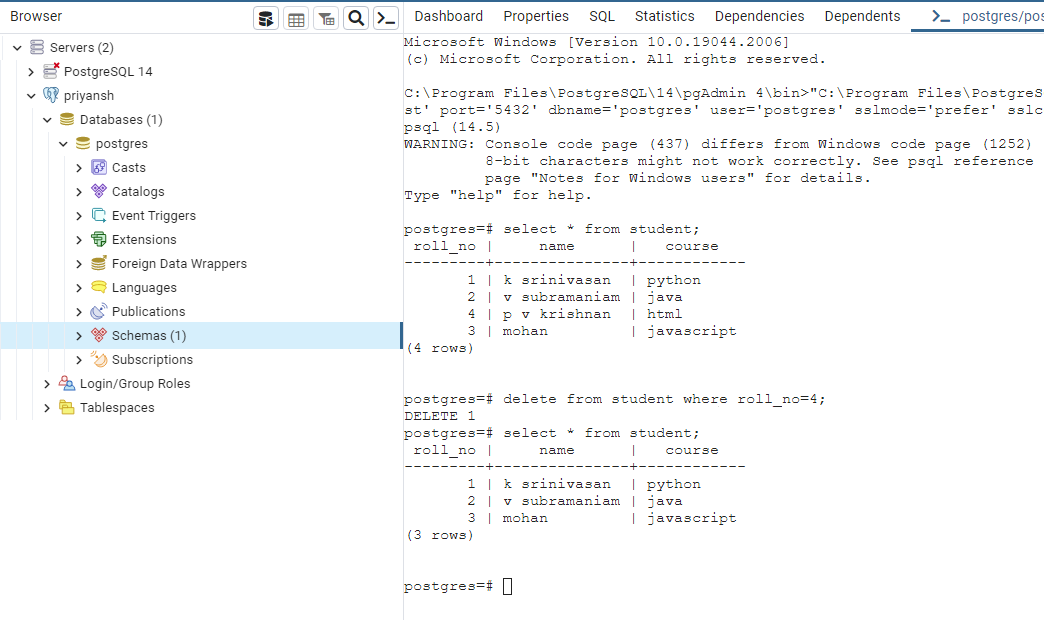 Browser
Dashboard Properties SQL Statistics Dependencies Dependents postgres/pos
Servers (2)
PostgreSQL 14
priyansh
Databases (1)
postgres
Casts
Catalogs
Event Triggers
Extensions
Foreign Data Wrappers
Languages
Publications
Schemas (1)
Subscriptions
Login/Group Roles
Tablespaces
Microsoft Windows [Version 10.0.19044.2006]
(c) Microsoft Corporation. All rights reserved.
C:\Program Files\PostgreSQL\14\pgAdmin 4\bin>"C:\Program Files\PostgreS
st' port='5432' dbname='postgres' user='postgres' sslmode='prefer' sslc
psql (14.5)
WARNING: Console code page (437) differs from Windows code page (1252)
8-bit characters might not work correctly. See psql reference
page "Notes for Windows users" for details.
Type "help" for help.
postgres=# select * from student;
roll_no | name | course
---------+---------------+------------
1 | k srinivasan | python
2 | v subramaniam | java
4 | p v krishnan | html
3 | mohan | javascript
(4 rows)
postgres=# delete from student where roll_no=4;
DELETE 1
postgres=# select * from student;
roll_no | name | course
---------+---------------+------------
1 | k srinivasan | python
2 | v subramaniam | java
3 | mohan | javascript
(3 rows)
postgres=#